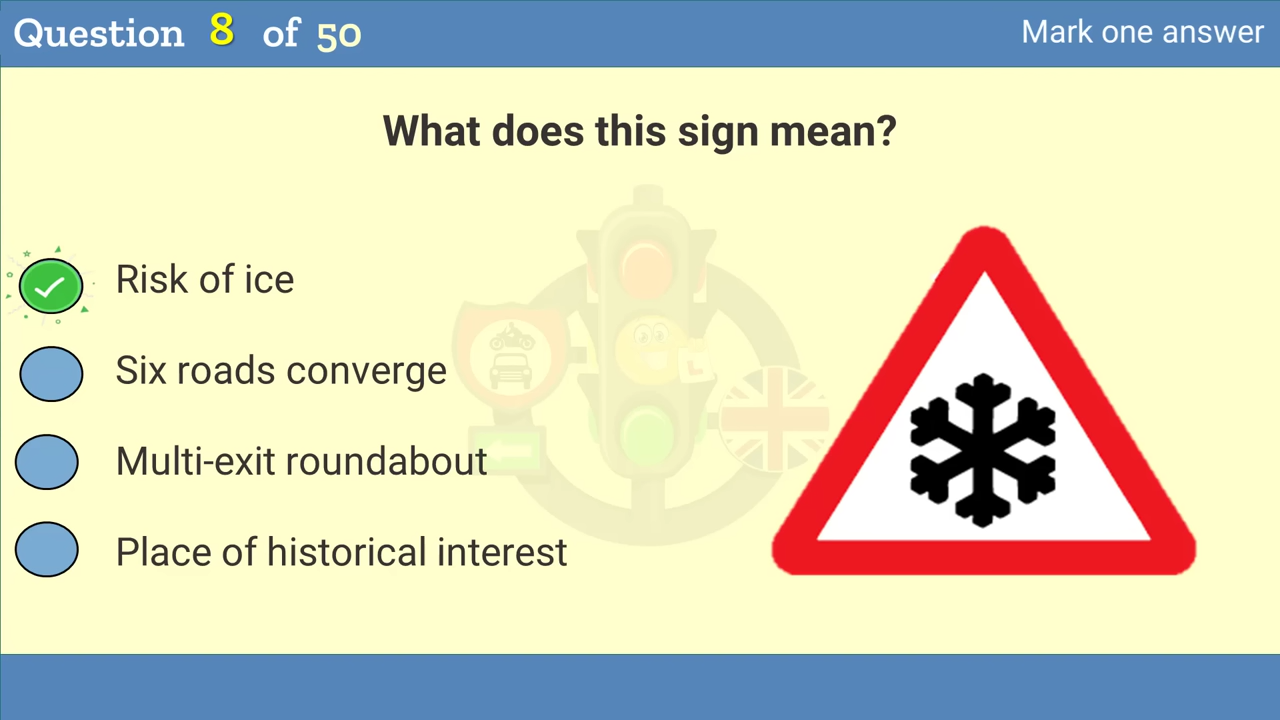 Question 8 of 50
Mark one answer
What does this sign mean?
Risk of ice
Six roads converge
Multi-exit roundabout
Place of historical interest
L